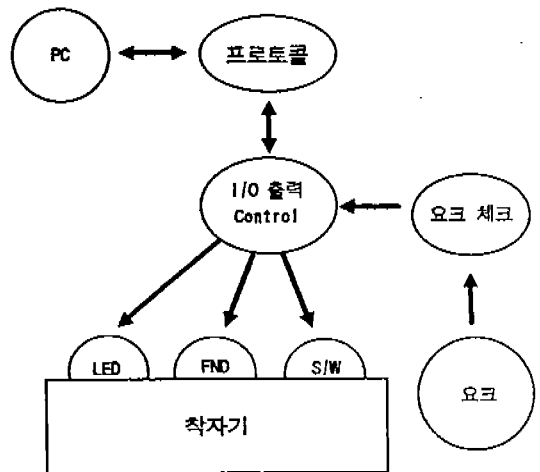 PC
프로토콜
I/O 출력
Control
요크 체크
LED
FND
S/W
요크
착자기